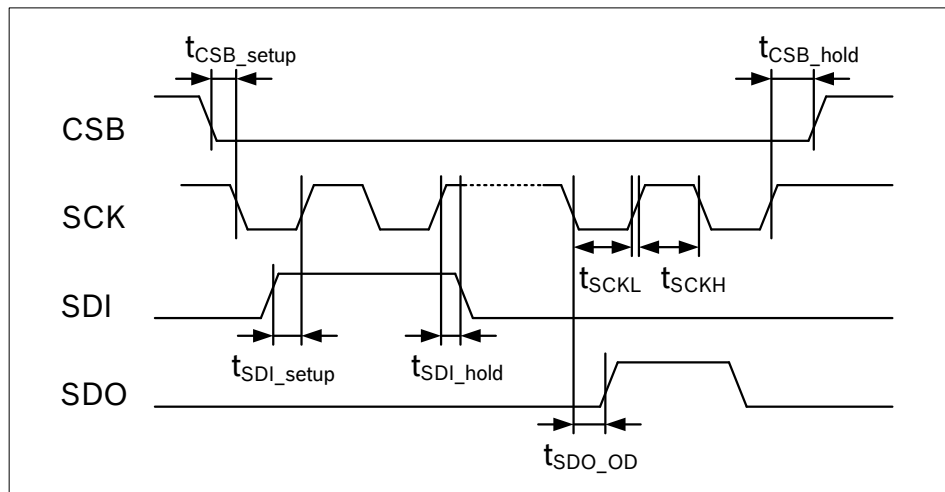 tCSB_setup
tCSB_hold
CSB
SCK
tSCKL
tSCKH
SDI
tSDI_setup
tSDI_hold
SDO
tSDO_OD